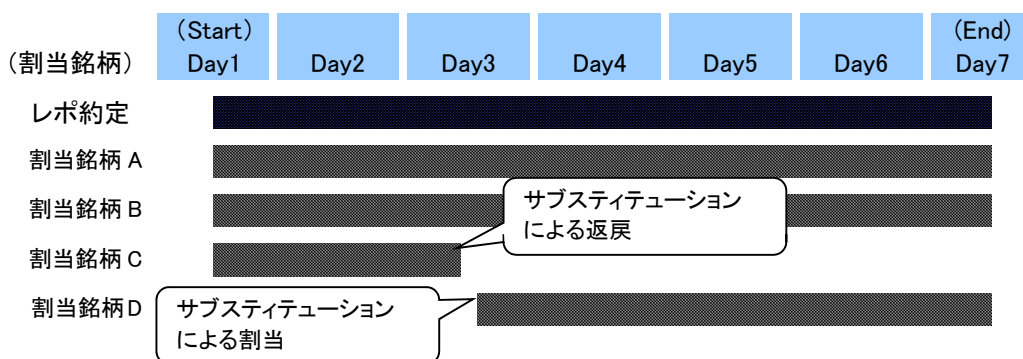 (Start) (End)
(割当銘柄) Day1 Day2 Day3 Day4 Day5 Day6 Day7
レポ約定
割当銘柄 A
割当銘柄 B
サブスティテューション
による返戻
割当銘柄 C
割当銘柄 D
サブスティテューション
による割当